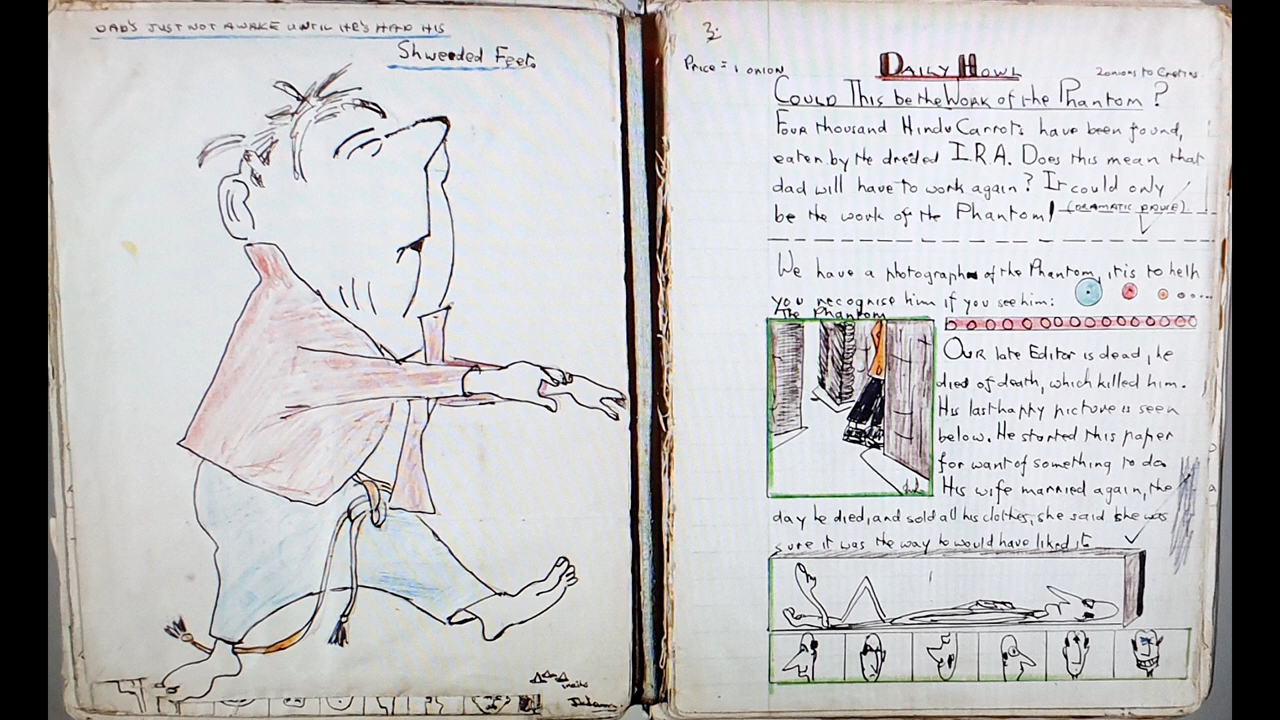 DAD'S JUST NOT AWAKE UNTIL HE'S HAD HIS
Shweeded Feet.
3.
Price = 1 onion
DAILY HOWL
2 onions to Cretins.
Could This be the Work of the Phantom?
Four thousand Hindu Carrots have been found,
eaten by the dreded I.R.A. Does this mean that
dad will have to work again? It could only
be the work of the Phantom! (DRAMATIC PAUSE)
We have a photograph of the Phantom, it is to help
you recognise him if you see him:
The Phantom
Our late Editor is dead, he
died of death, which killed him.
His last happy picture is seen
below. He started this paper
for want of something to do
His wife married again, the
day he died, and sold all his clothes, she said she was
sure it was the way he would have liked it
inside